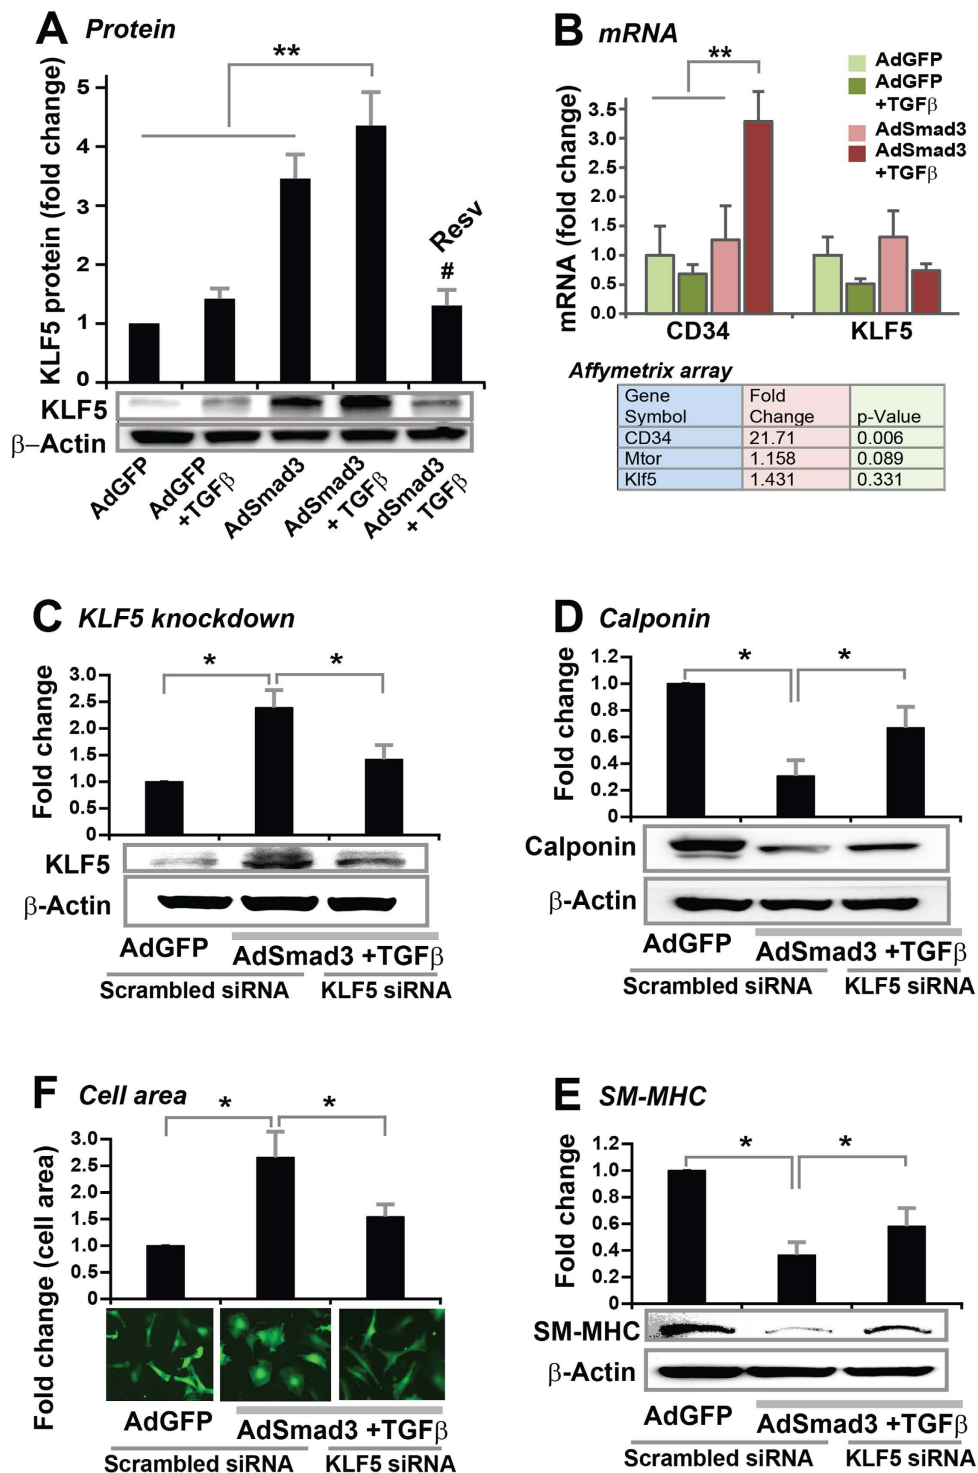 A Protein
**
KLF5 protein (fold change)
5
4
3
2
1
0
Resv
#
KLF5
β–Actin
AdGFP
AdGFP
+TGFβ
AdSmad3
AdSmad3
+ TGFβ
AdSmad3
+ TGFβ
B mRNA
**
AdGFP
AdGFP
+TGFβ
AdSmad3
AdSmad3
+TGFβ
mRNA (fold change)
3.5
3.0
2.5
2.0
1.5
1.0
0.5
0.0
CD34 KLF5
Affymetrix array
Gene Symbol Fold Change p-Value
CD34 21.71 0.006
Mtor 1.158 0.089
Klf5 1.431 0.331
C KLF5 knockdown
* *
Fold change
3.0
2.5
2.0
1.5
1.0
0.5
0
KLF5
β-Actin
AdGFP AdSmad3 +TGFβ
Scrambled siRNA KLF5 siRNA
D Calponin
* *
Fold change
1.2
1.0
0.8
0.6
0.4
0.2
0
Calponin
β-Actin
AdGFP AdSmad3 +TGFβ
Scrambled siRNA KLF5 siRNA
F Cell area
* *
Fold change (cell area)
3.0
2.5
2.0
1.5
1.0
0.5
0
AdGFP AdSmad3 +TGFβ
Scrambled siRNA KLF5 siRNA
E SM-MHC
* *
Fold change
1.2
1.0
0.8
0.6
0.4
0.2
0
SM-MHC
β-Actin
AdGFP AdSmad3 +TGFβ
Scrambled siRNA KLF5 siRNA